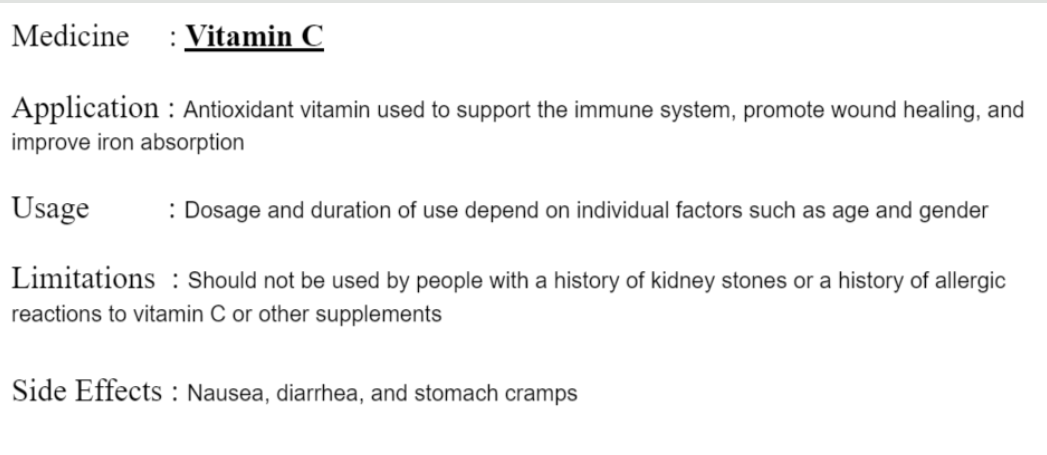 Medicine : Vitamin C
Application : Antioxidant vitamin used to support the immune system, promote wound healing, and
improve iron absorption
Usage : Dosage and duration of use depend on individual factors such as age and gender
Limitations : Should not be used by people with a history of kidney stones or a history of allergic
reactions to vitamin C or other supplements
Side Effects : Nausea, diarrhea, and stomach cramps